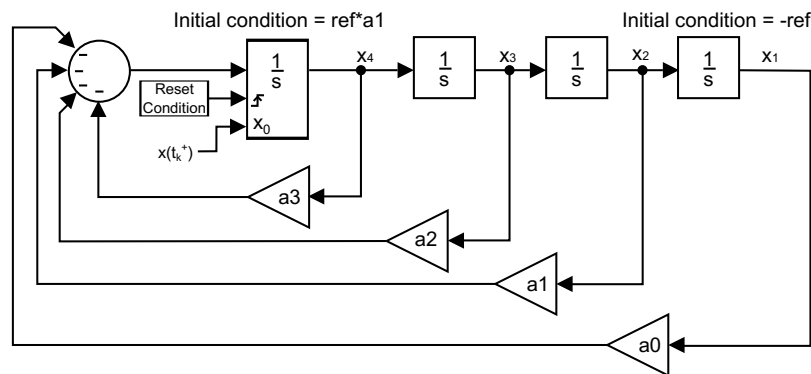 Initial condition = ref*a1
Initial condition = -ref
-
-
-
-
1
s
x₄
1
s
x₃
1
s
x₂
1
s
x₁
Reset
Condition
x₀
x(tₖ⁺)
a3
a2
a1
a0